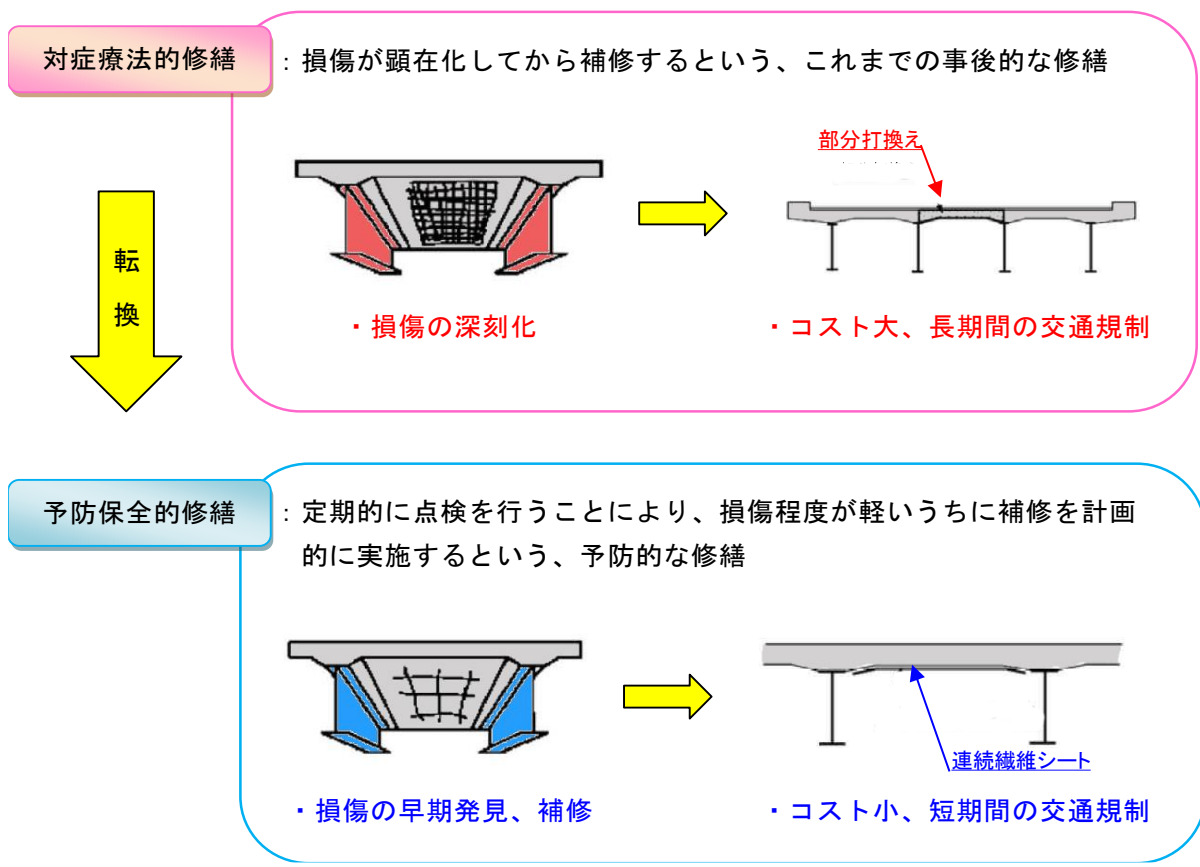 対症療法的修繕
：損傷が顕在化してから補修するという、これまでの事後的な修繕
部分打換え
転
換
・損傷の深刻化
・コスト大、長期間の交通規制
予防保全的修繕
：定期的に点検を行うことにより、損傷程度が軽いうちに補修を計画
的に実施するという、予防的な修繕
連続繊維シート
・損傷の早期発見、補修
・コスト小、短期間の交通規制